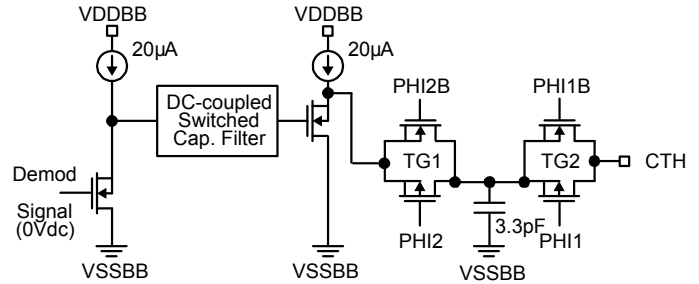 VDDBB
VDDBB
20µA
20µA
PHI2B
PHI1B
DC-coupled
Switched
Cap. Filter
TG1
TG2
CTH
Demod
Signal
(0Vdc)
3.3pF
PHI2
PHI1
VSSBB
VSSBB
VSSBB